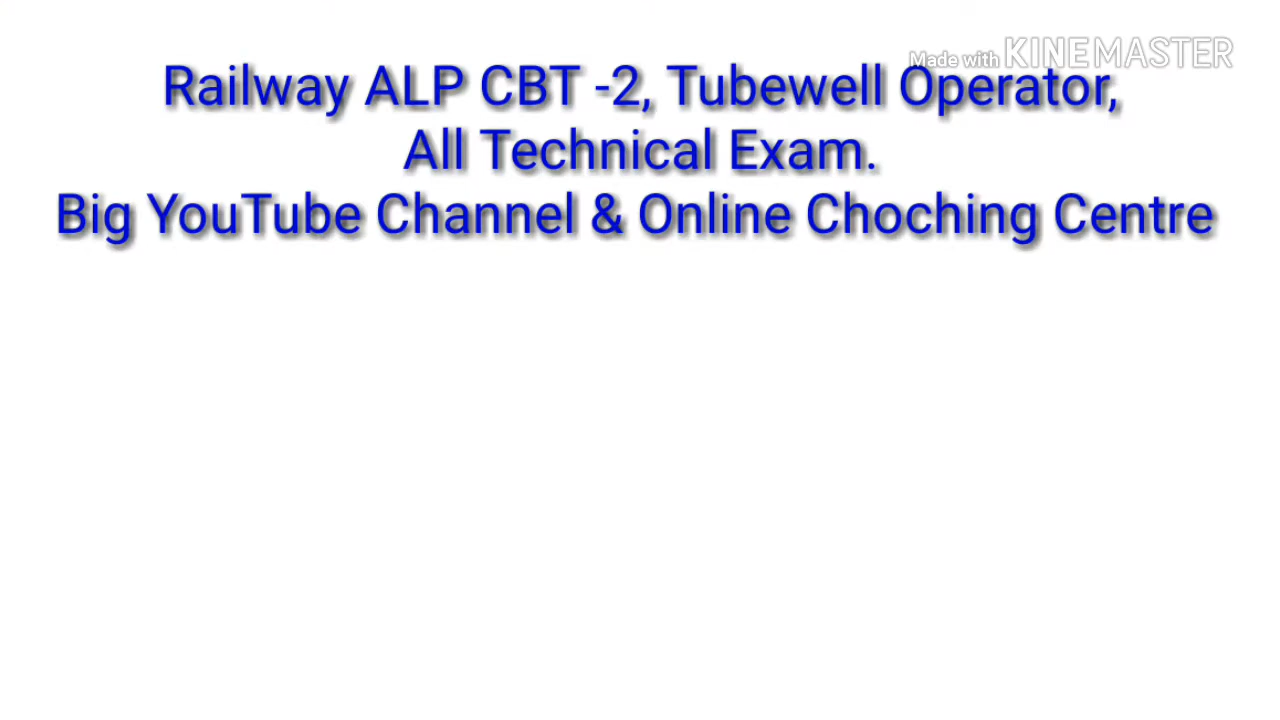 Made with KINEMASTER
Railway ALP CBT -2, Tubewell Operator,
All Technical Exam.
Big YouTube Channel & Online Choching Centre